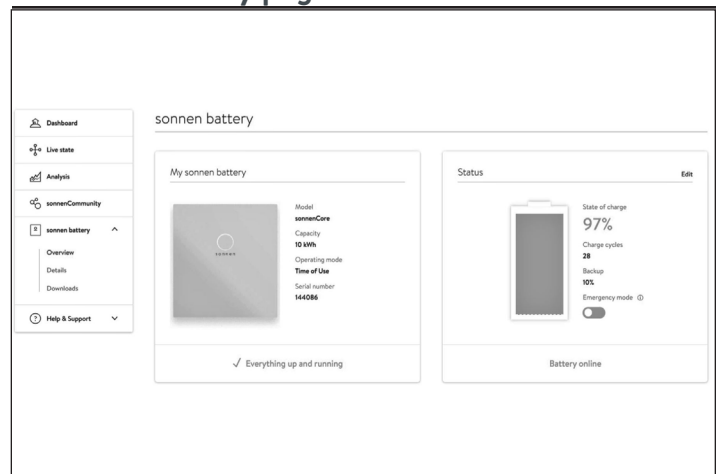 Dashboard
Live state
Analysis
sonnenCommunity
sonnen battery
Overview
Details
Downloads
Help & Support
sonnen battery
My sonnen battery
sonnen
Model
sonnenCore
Capacity
10 kWh
Operating mode
Time of Use
Serial number
144086
Everything up and running
Status
Edit
State of charge
97%
Charge cycles
28
Backup
10%
Emergency mode
Battery online